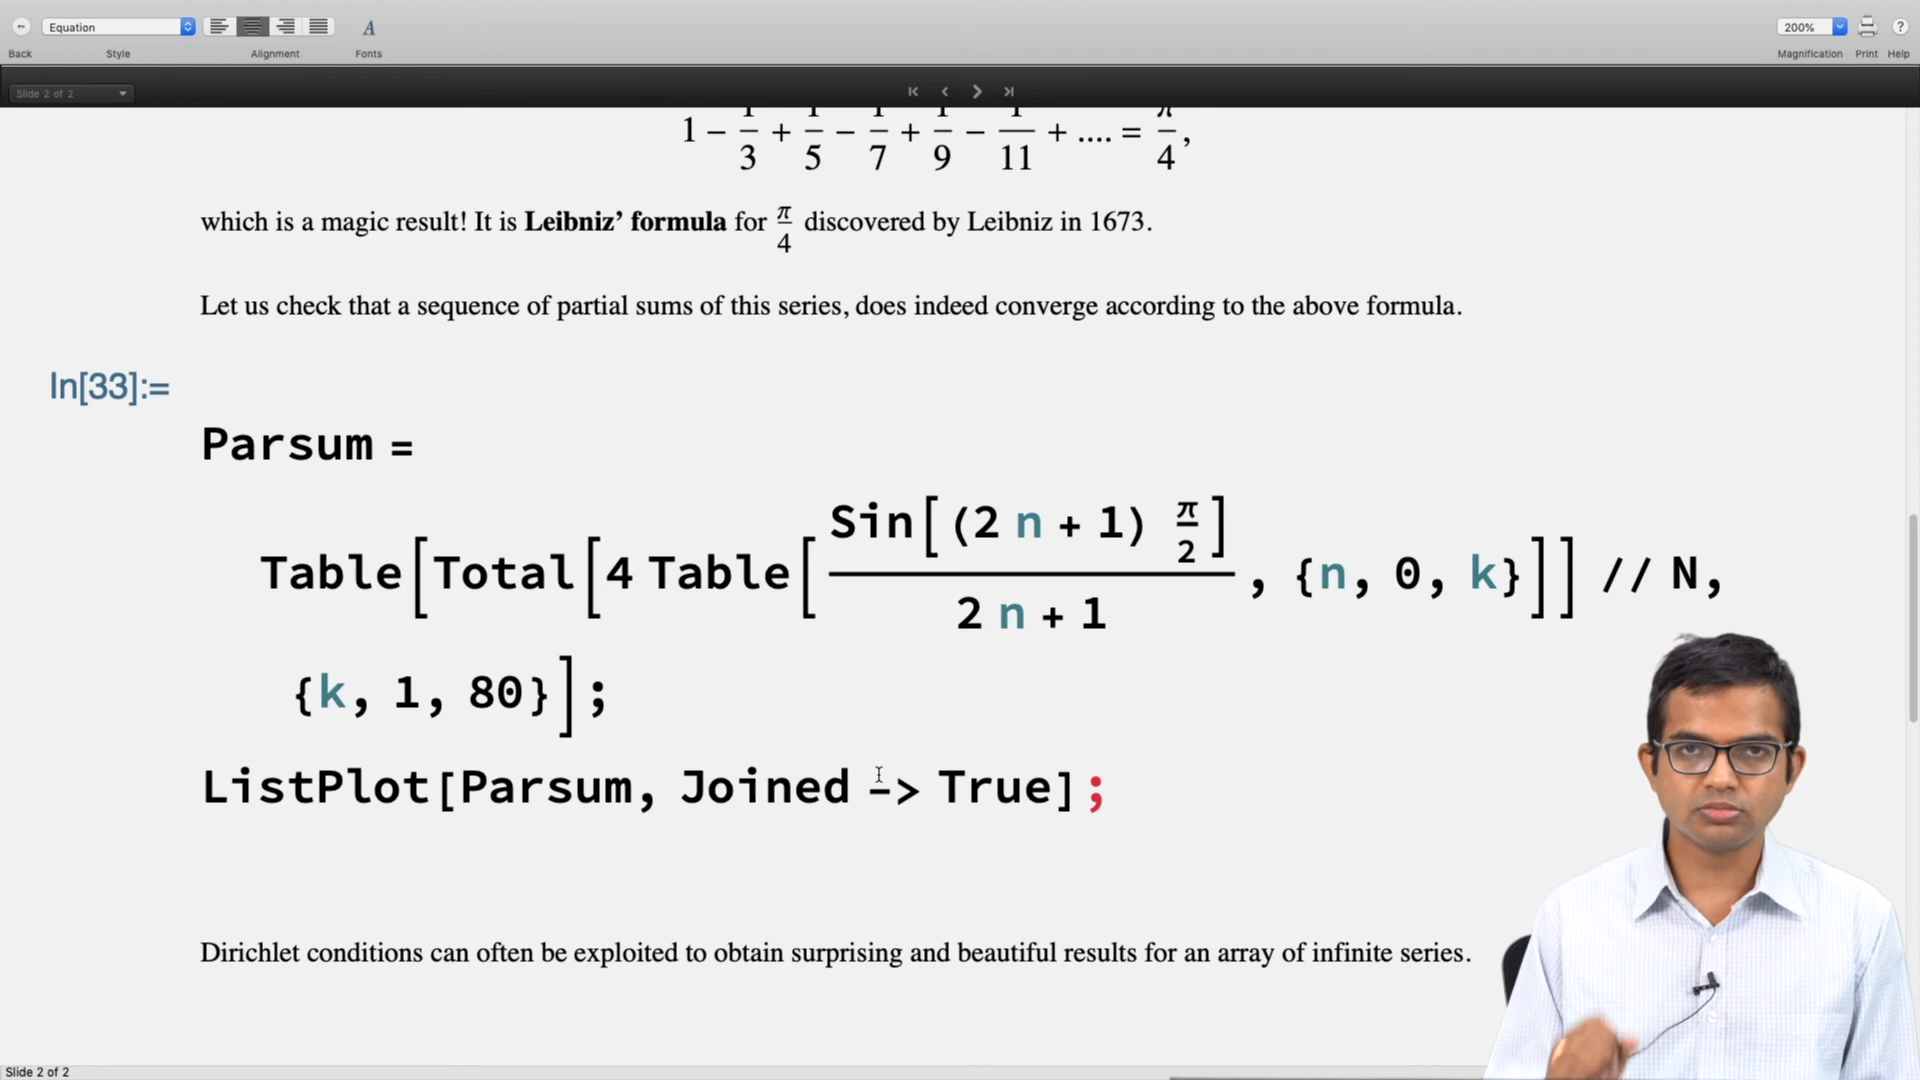 Equation
200%
Back Style Alignment Fonts Magnification Print Help
Slide 2 of 2
1 − 1/3 + 1/5 − 1/7 + 1/9 − 1/11 + .... = π/4,
which is a magic result! It is Leibniz’ formula for π/4 discovered by Leibniz in 1673.
Let us check that a sequence of partial sums of this series, does indeed converge according to the above formula.
In[33]:=
Parsum =
Table[Total[4 Table[Sin[(2 n + 1) π/2]/(2 n + 1), {n, 0, k}]] // N,
{k, 1, 80}];
ListPlot[Parsum, Joined -> True];
Dirichlet conditions can often be exploited to obtain surprising and beautiful results for an array of infinite series.
Slide 2 of 2